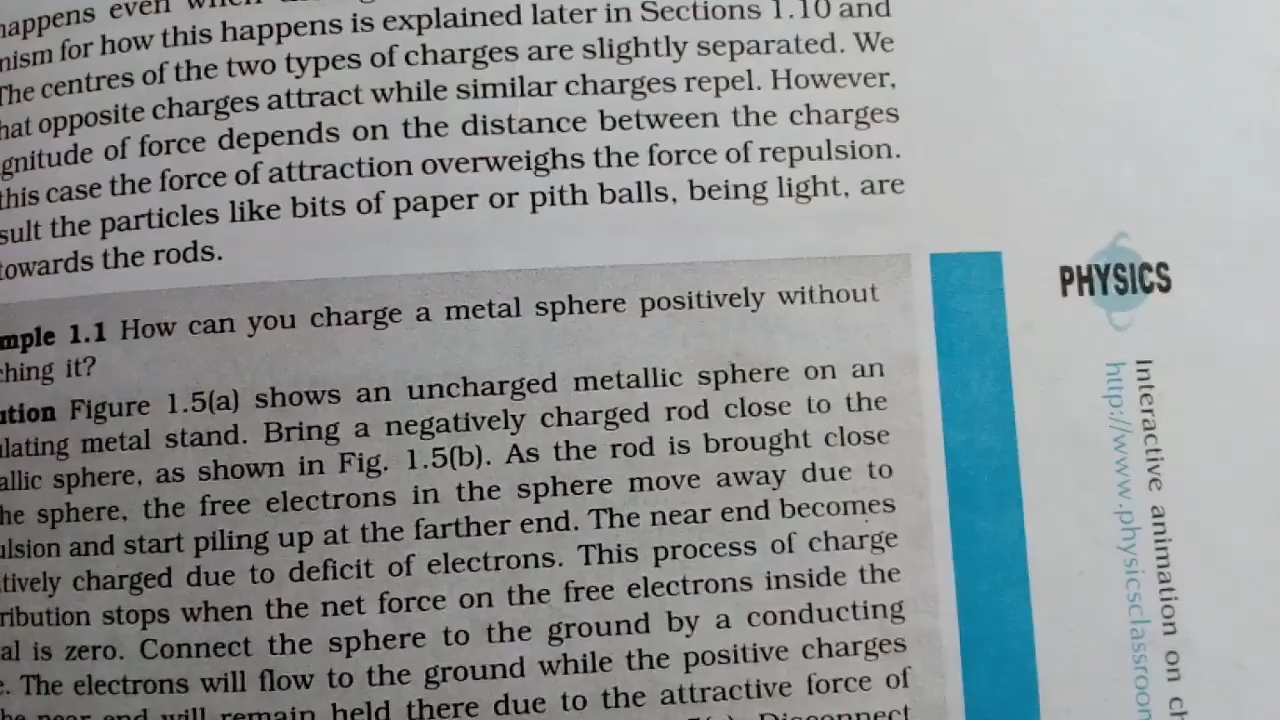 happens even when
nism for how this happens is explained later in Sections 1.10 and
The centres of the two types of charges are slightly separated. We
hat opposite charges attract while similar charges repel. However,
gnitude of force depends on the distance between the charges
this case the force of attraction overweighs the force of repulsion.
sult the particles like bits of paper or pith balls, being light, are
towards the rods.
mple 1.1 How can you charge a metal sphere positively without
ching it?
ution Figure 1.5(a) shows an uncharged metallic sphere on an
ulating metal stand. Bring a negatively charged rod close to the
allic sphere, as shown in Fig. 1.5(b). As the rod is brought close
he sphere, the free electrons in the sphere move away due to
ulsion and start piling up at the farther end. The near end becomes
tively charged due to deficit of electrons. This process of charge
ribution stops when the net force on the free electrons inside the
al is zero. Connect the sphere to the ground by a conducting
e. The electrons will flow to the ground while the positive charges
he near end will remain held there due to the attractive force of
Disconnect
PHYSICS
Interactive animation on ch
http://www.physicsclassroom